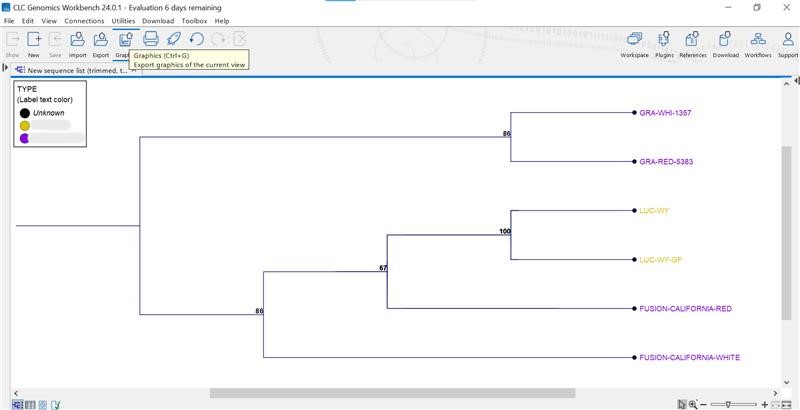 CLC Genomics Workbench 24.0.1 - Evaluation 6 days remaining
File Edit View Connections Utilities Download Toolbox Help
Show New Save Import Export Workspace Plugins References Download Workflows Support
Graphics (Ctrl+G)
Export graphics of the current view
New sequence list (trimmed, t...
TYPE
(Label text color)
Unknown
GRA-WHI-1357
86
GRA-RED-5383
LUC-WY
100
LUC-WY-GF
67
FUSION-CALIFORNIA-RED
86
FUSION-CALIFORNIA-WHITE